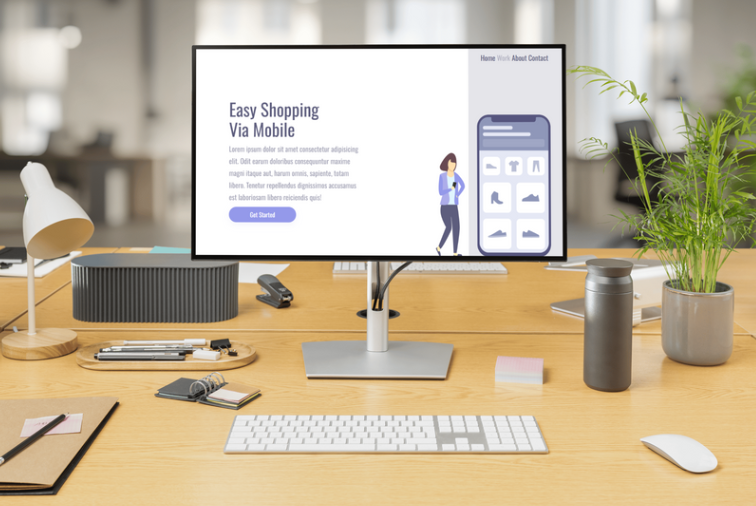 Home Work About Contact
Easy Shopping
Via Mobile
Lorem ipsum dolor sit amet consectetur adipisicing
elit. Odit earum doloribus consequuntur maxime
magni itaque aut, harum omnis, sapiente, totam
libero. Tenetur repellendus dignissimos accusamus
est laboriosam libero reiciendis quis!
Get Started